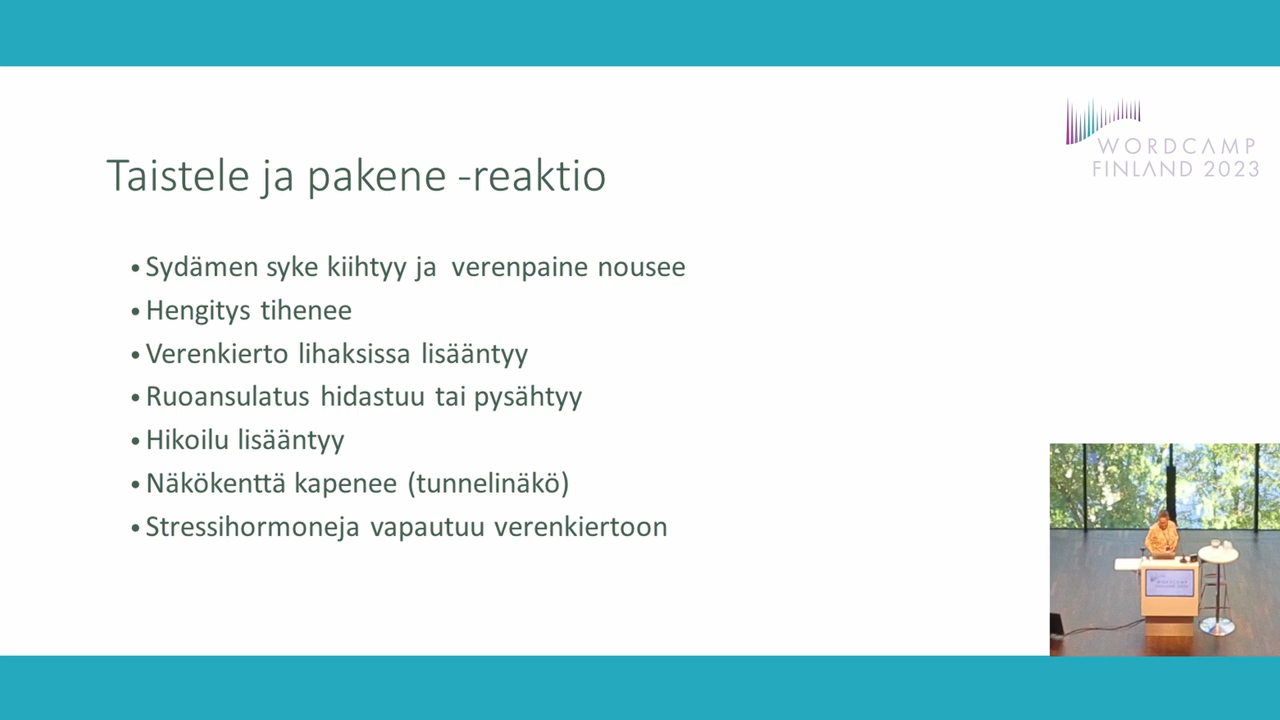 WORDCAMP
FINLAND 2023
Taistele ja pakene -reaktio
• Sydämen syke kiihtyy ja  verenpaine nousee
• Hengitys tihenee
• Verenkierto lihaksissa lisääntyy
• Ruoansulatus hidastuu tai pysähtyy
• Hikoilu lisääntyy
• Näkökenttä kapenee (tunnelinäkö)
• Stressihormoneja vapautuu verenkiertoon
WORDCAMP